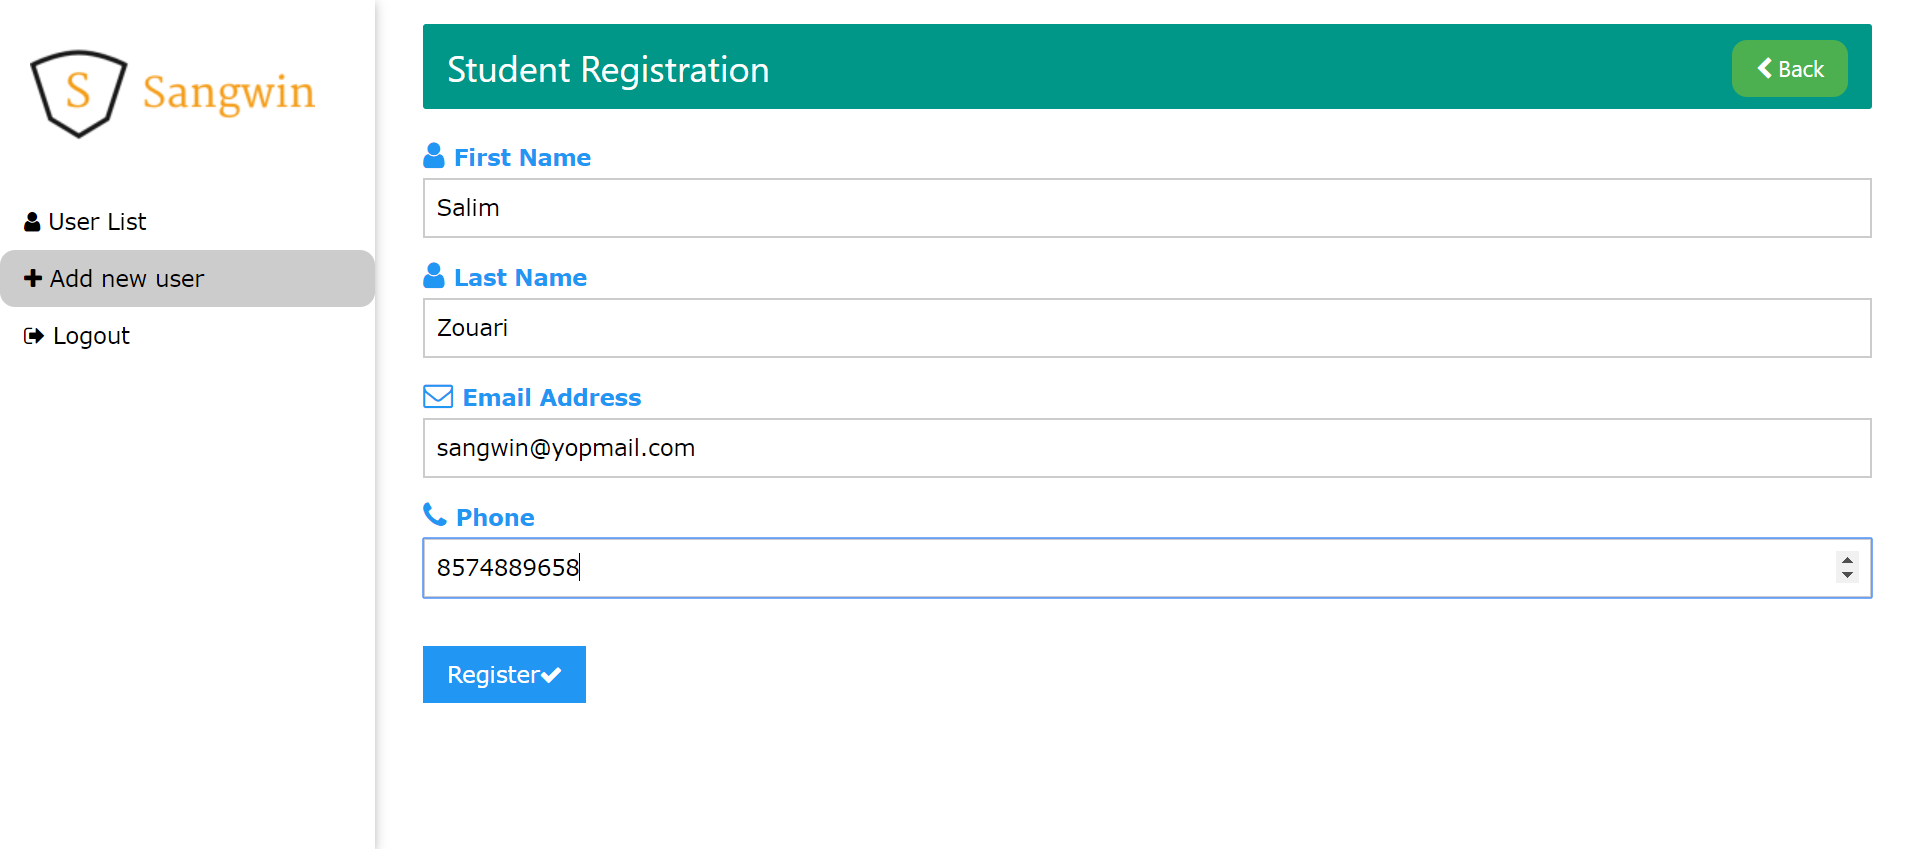 S Sangwin
User List
Add new user
Logout
Student Registration
Back
First Name
Salim
Last Name
Zouari
Email Address
sangwin@yopmail.com
Phone
8574889658
Register